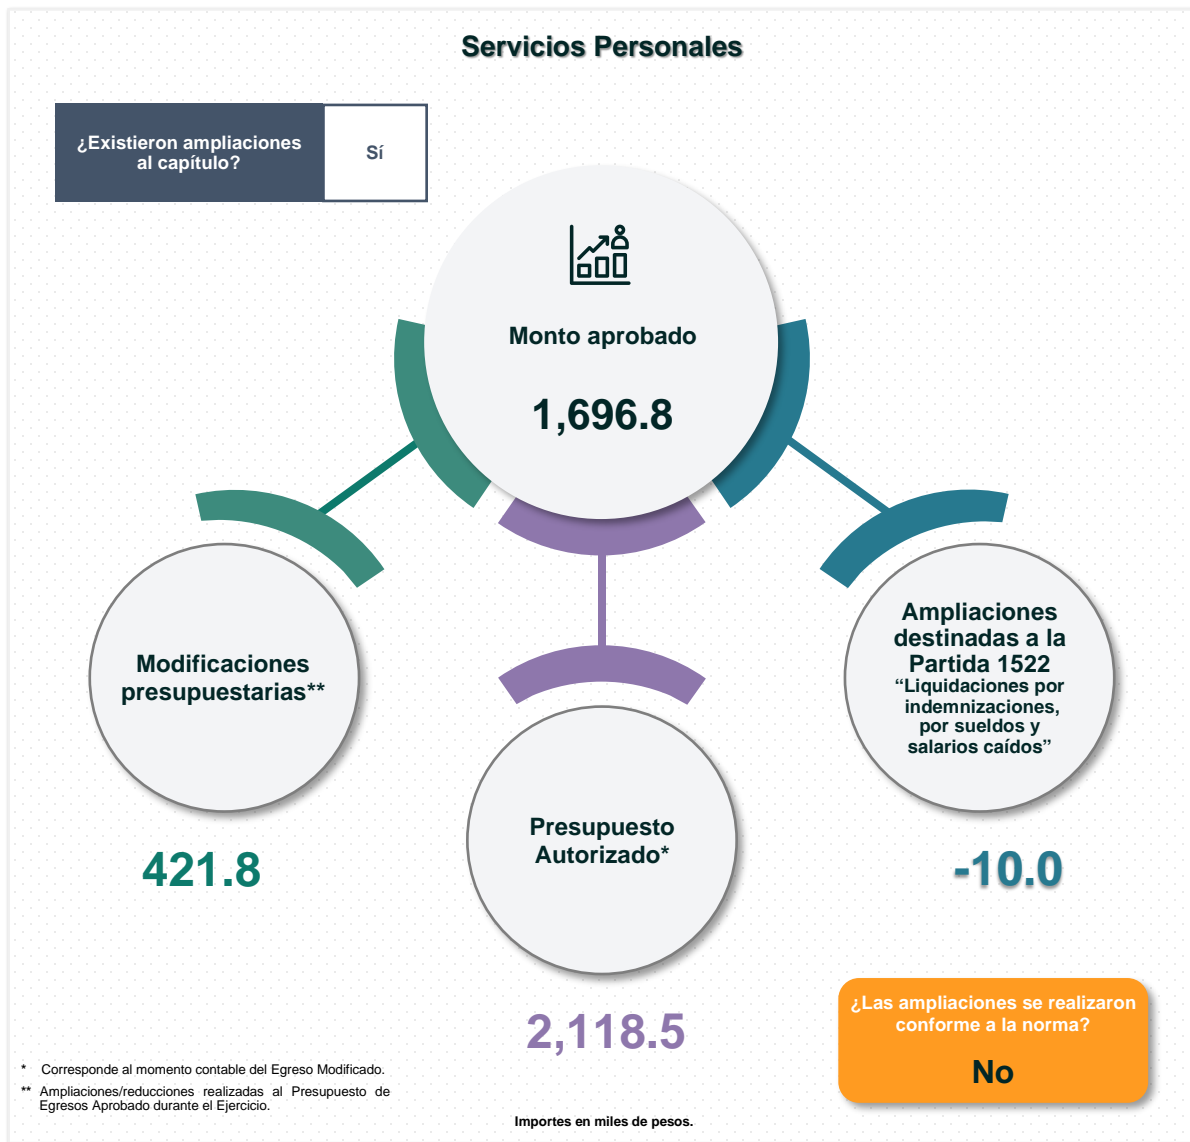 Servicios Personales
¿Existieron ampliaciones
al capítulo?
Sí
Monto aprobado
1,696.8
Modificaciones
presupuestarias**
421.8
Presupuesto
Autorizado*
2,118.5
Ampliaciones
destinadas a la
Partida 1522
“Liquidaciones por
indemnizaciones,
por sueldos y
salarios caídos”
-10.0
¿Las ampliaciones se realizaron
conforme a la norma?
No
* Corresponde al momento contable del Egreso Modificado.
** Ampliaciones/reducciones realizadas al Presupuesto de
Egresos Aprobado durante el Ejercicio.
Importes en miles de pesos.